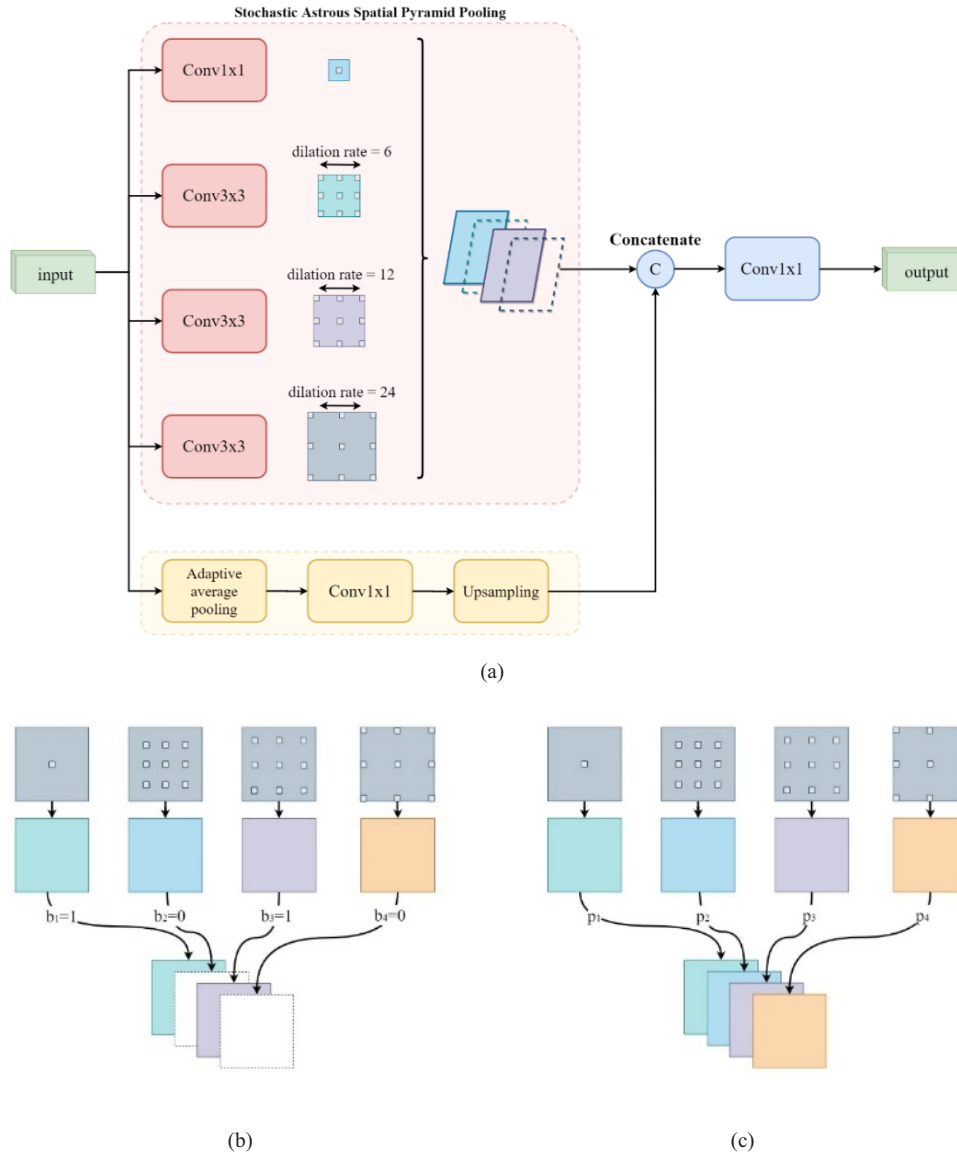 Stochastic Astrous Spatial Pyramid Pooling
Conv1x1
dilation rate = 6
Conv3x3
input
dilation rate = 12
Conv3x3
dilation rate = 24
Conv3x3
Concatenate
C
Conv1x1
output
Adaptive
average
pooling
Conv1x1
Upsampling
(a)
b₁=1
b₂=0
b₃=1
b₄=0
(b)
p₁
p₂
p₃
p₄
(c)